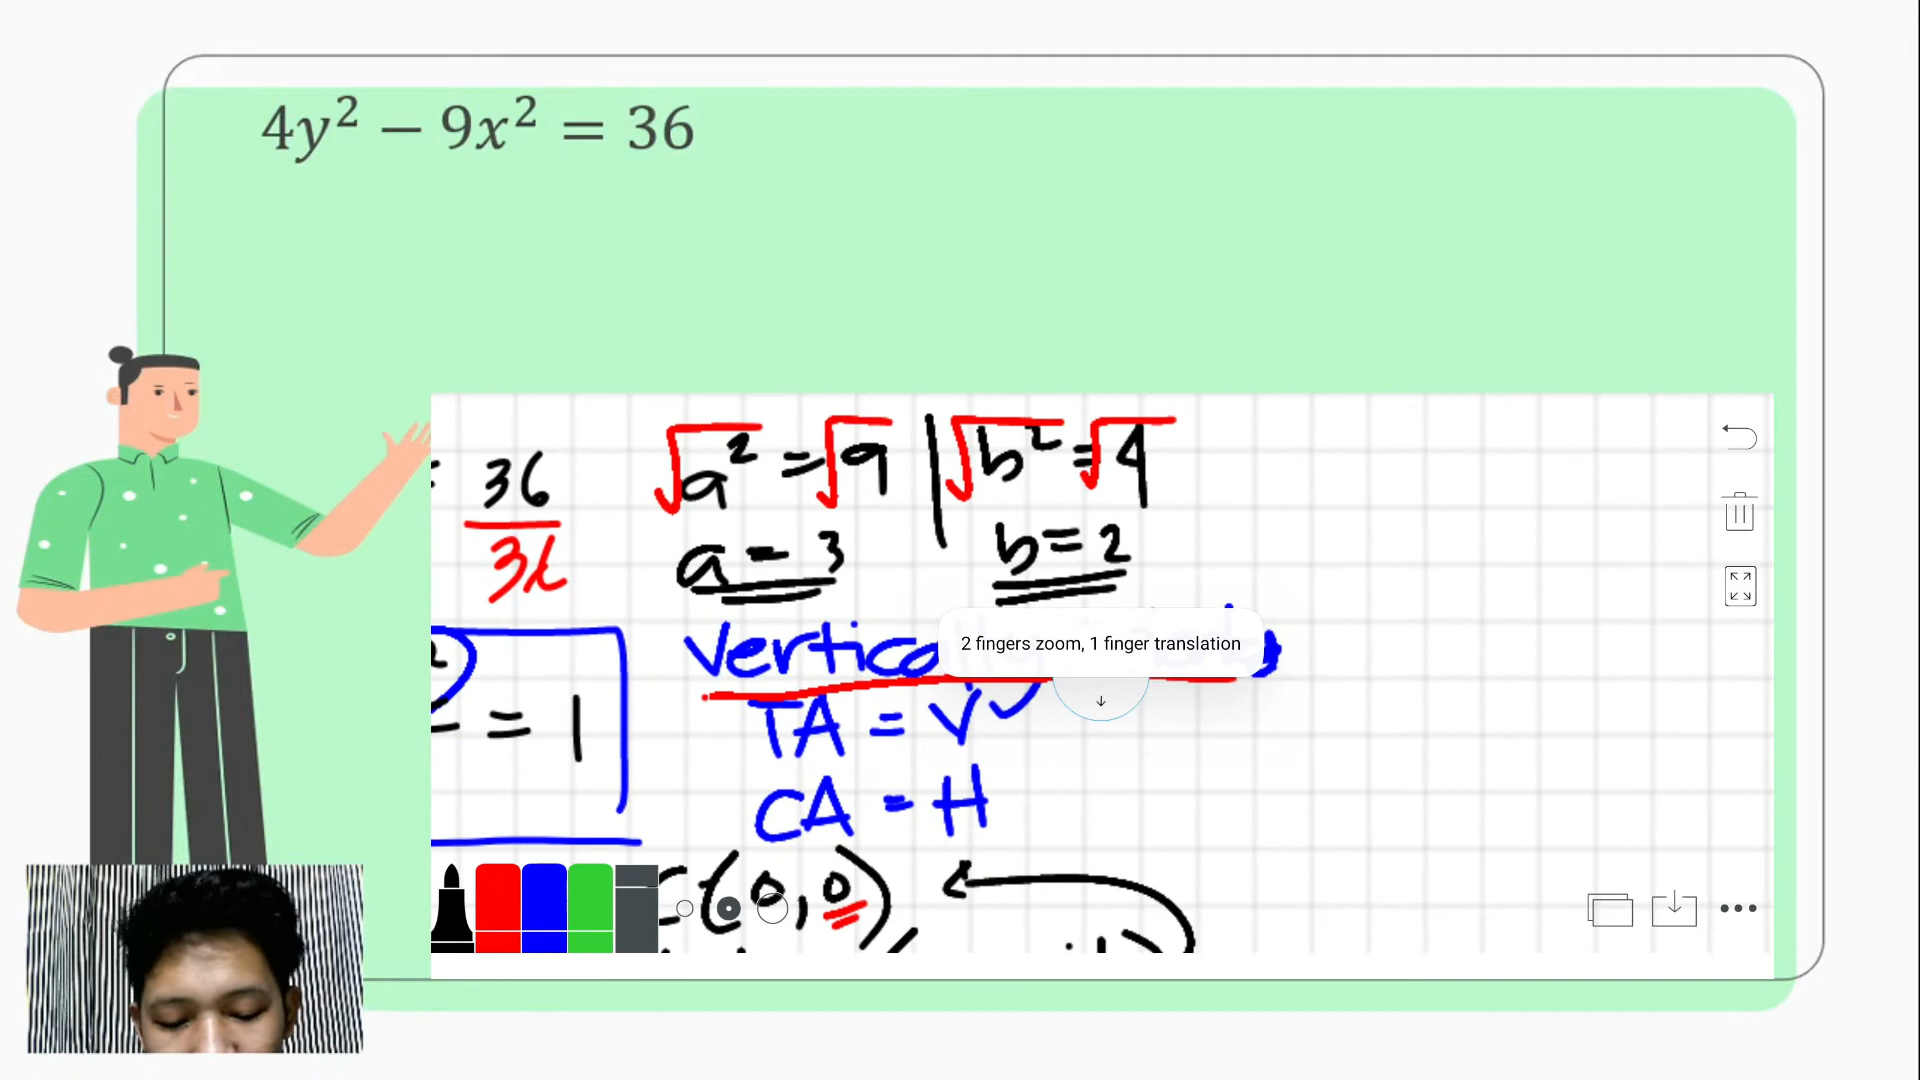 4y² − 9x² = 36
= 36
36
√a² = √9 | √b² = √4
a = 3
b = 2
2 fingers zoom, 1 finger translation
= 1
TA = V ✓
CA = H
(0, 0)